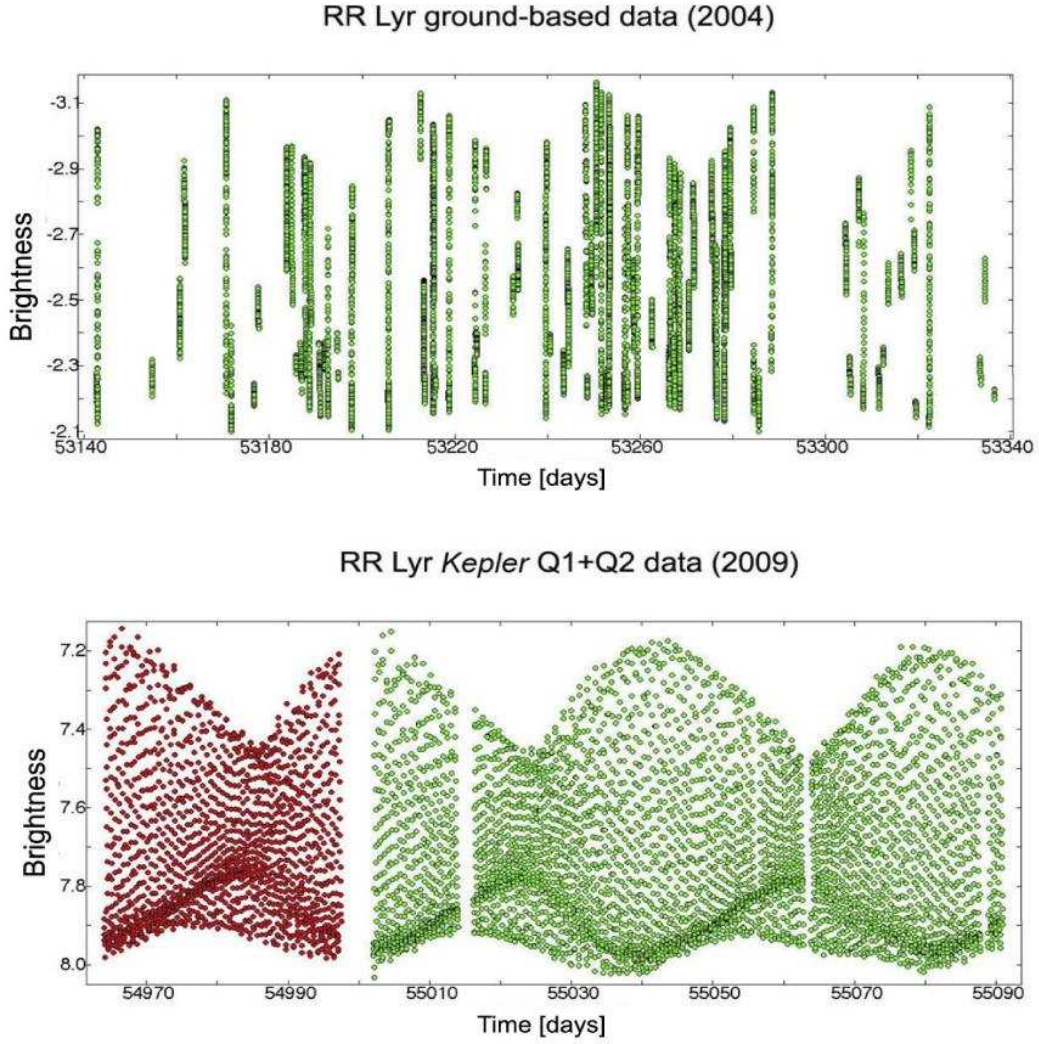 RR Lyr ground-based data (2004)
-3.1
-2.9
-2.7
-2.5
-2.3
-2.1
Brightness
53140 53180 53220 53260 53300 53340
Time [days]
RR Lyr Kepler Q1+Q2 data (2009)
7.2
7.4
7.6
7.8
8.0
Brightness
54970 54990 55010 55030 55050 55070 55090
Time [days]